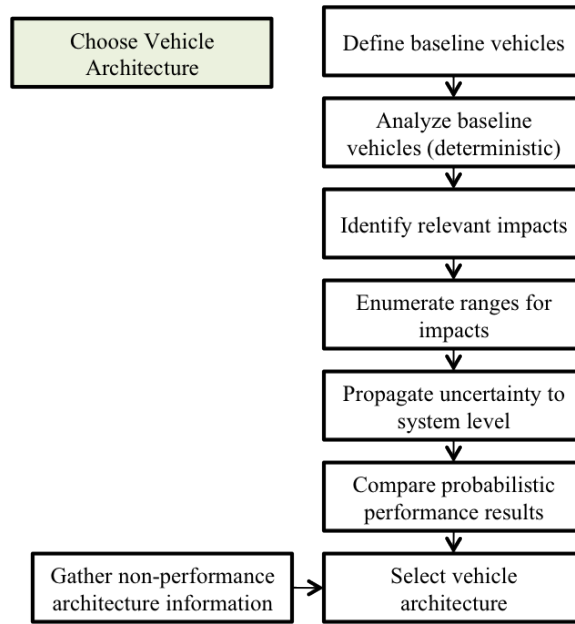 Choose Vehicle
Architecture
Define baseline vehicles
Analyze baseline
vehicles (deterministic)
Identify relevant impacts
Enumerate ranges for
impacts
Propagate uncertainty to
system level
Compare probabilistic
performance results
Gather non-performance
architecture information
Select vehicle
architecture